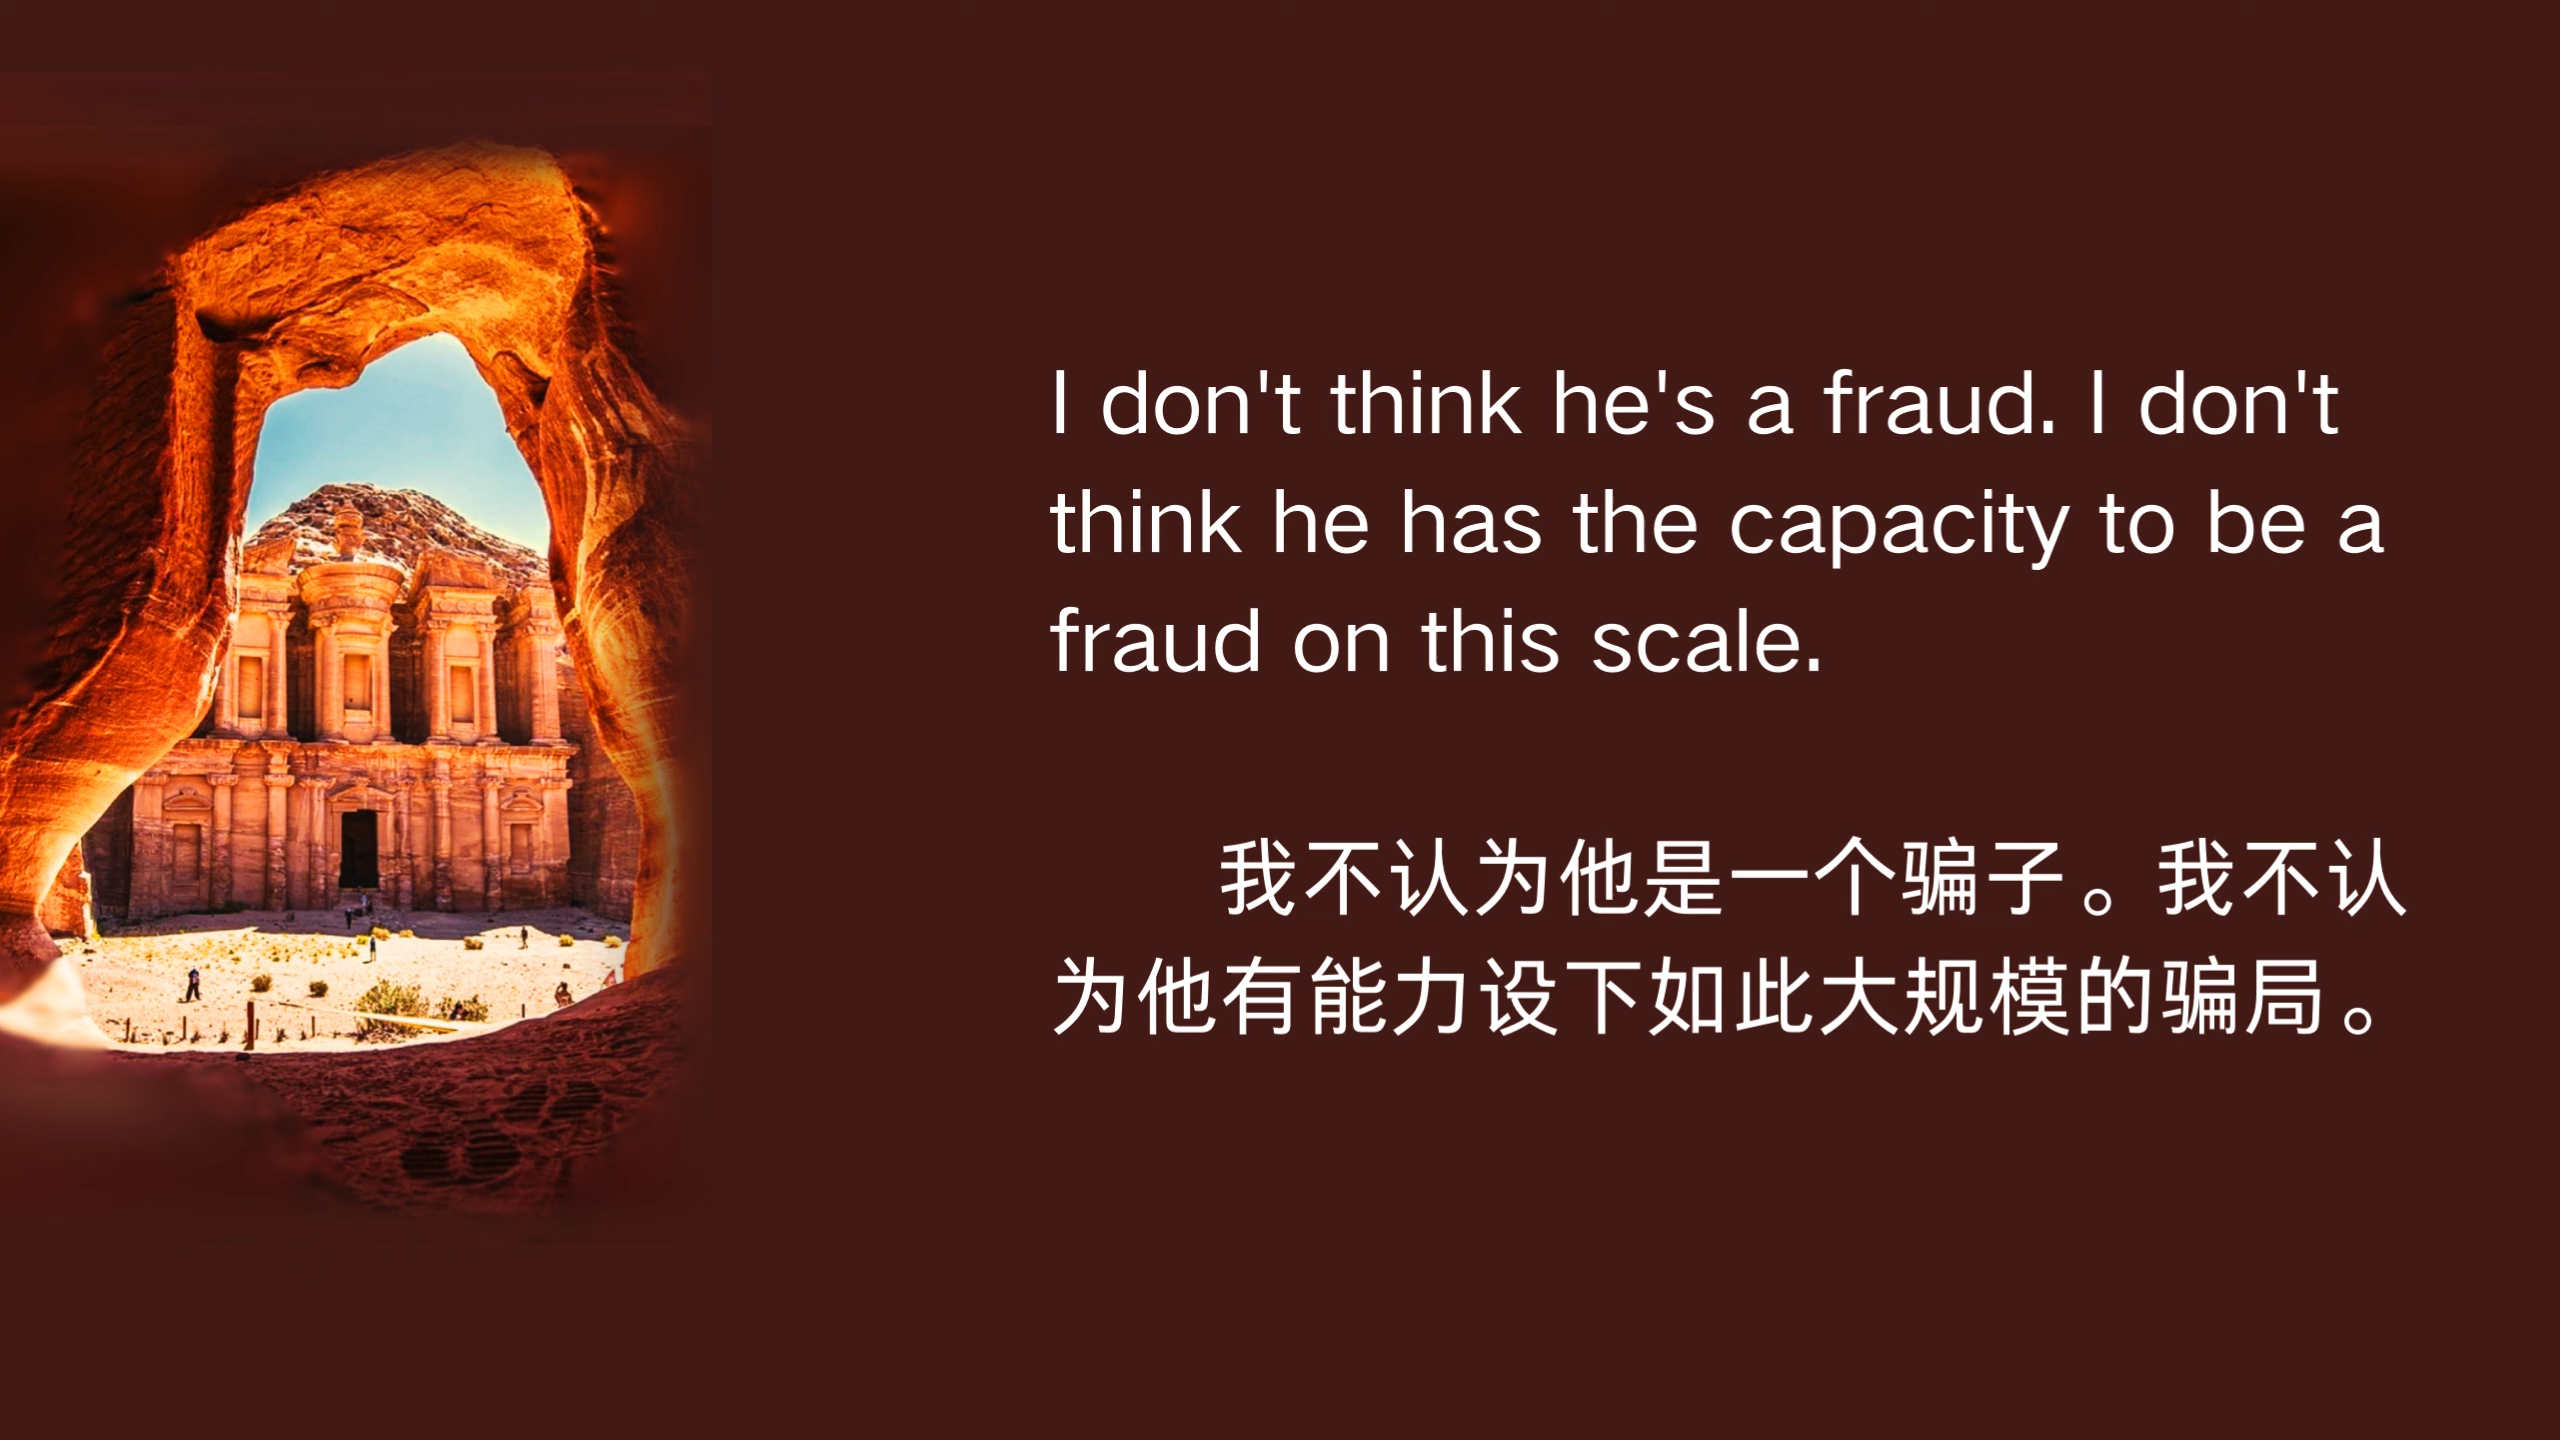 I don't think he's a fraud. I don't
think he has the capacity to be a
fraud on this scale.
我不认为他是一个骗子。我不认
为他有能力设下如此大规模的骗局。